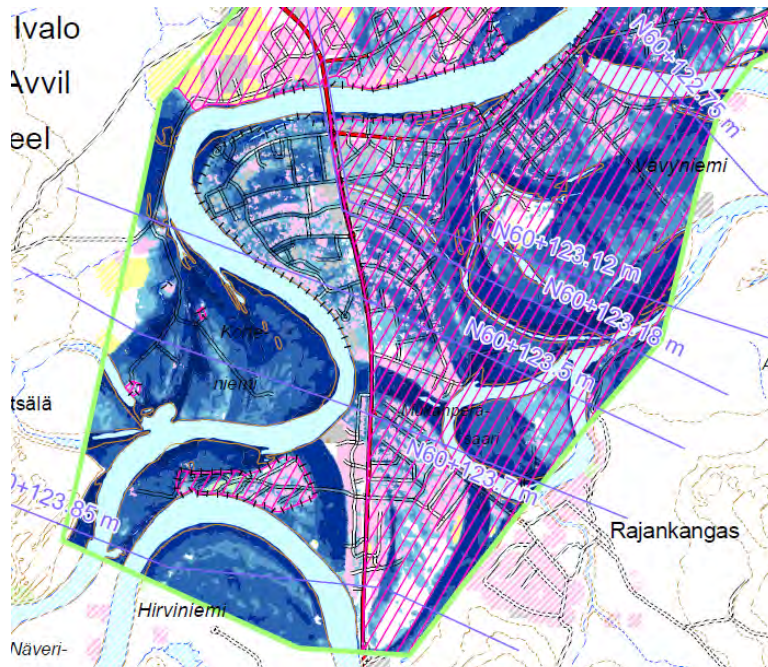 Ivalo
Avvil
eel
N60+122.75 m
Vävyniemi
N60+123.12 m
N60+123.18 m
N60+123.5 m
niemi
tsälä
N60+123.7 m
+123.85 m
Rajankangas
Hirviniemi
Näveri-